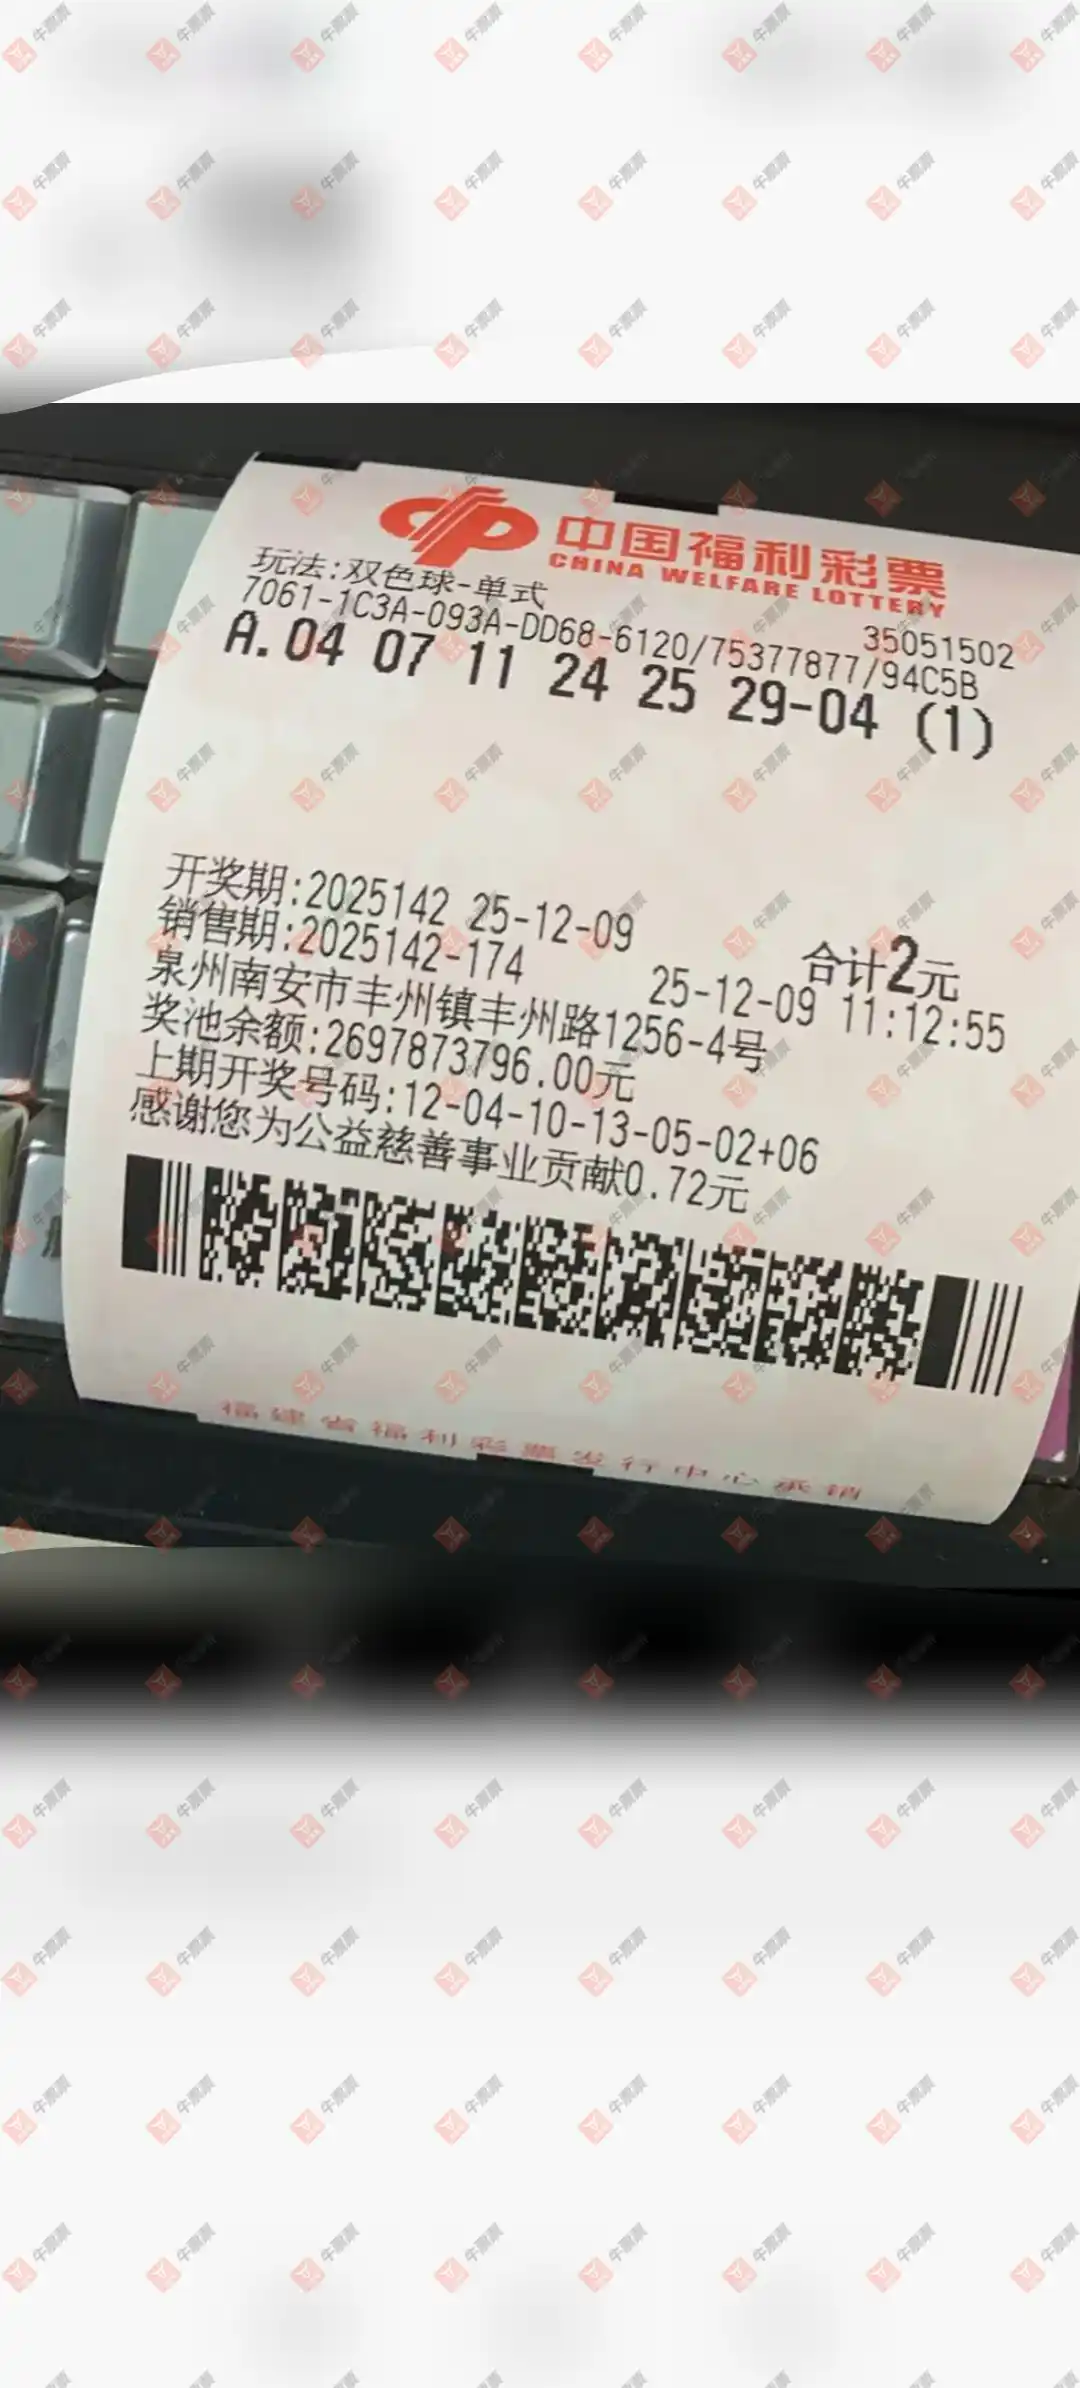 中国福利彩票
CHINA WELFARE LOTTERY
玩法:双色球-单式
35051502
7061-1C3A-093A-DD68-6120/75377877/94C5B
A.04 07 11 24 25 29-04 (1)
开奖期:2025142 25-12-09
合计2元
销售期:2025142-174
25-12-09 11:12:55
泉州南安市丰州镇丰州路1256-4号
奖池余额:2697873796.00元
上期开奖号码:12-04-10-13-05-02+06
感谢您为公益慈善事业贡献0.72元
福建省福利彩票发行中心承销
牛票票